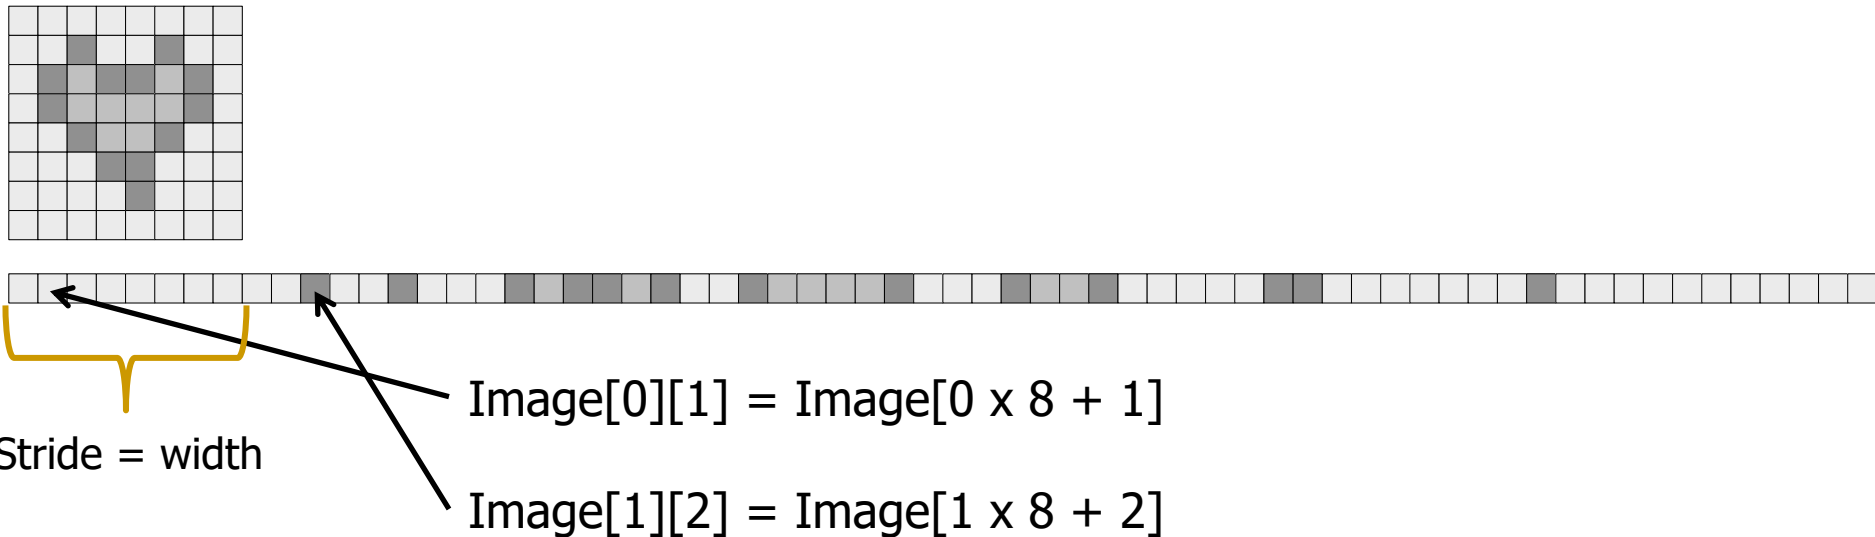 Image[0][1] = Image[0 x 8 + 1]
Stride = width
Image[1][2] = Image[1 x 8 + 2]